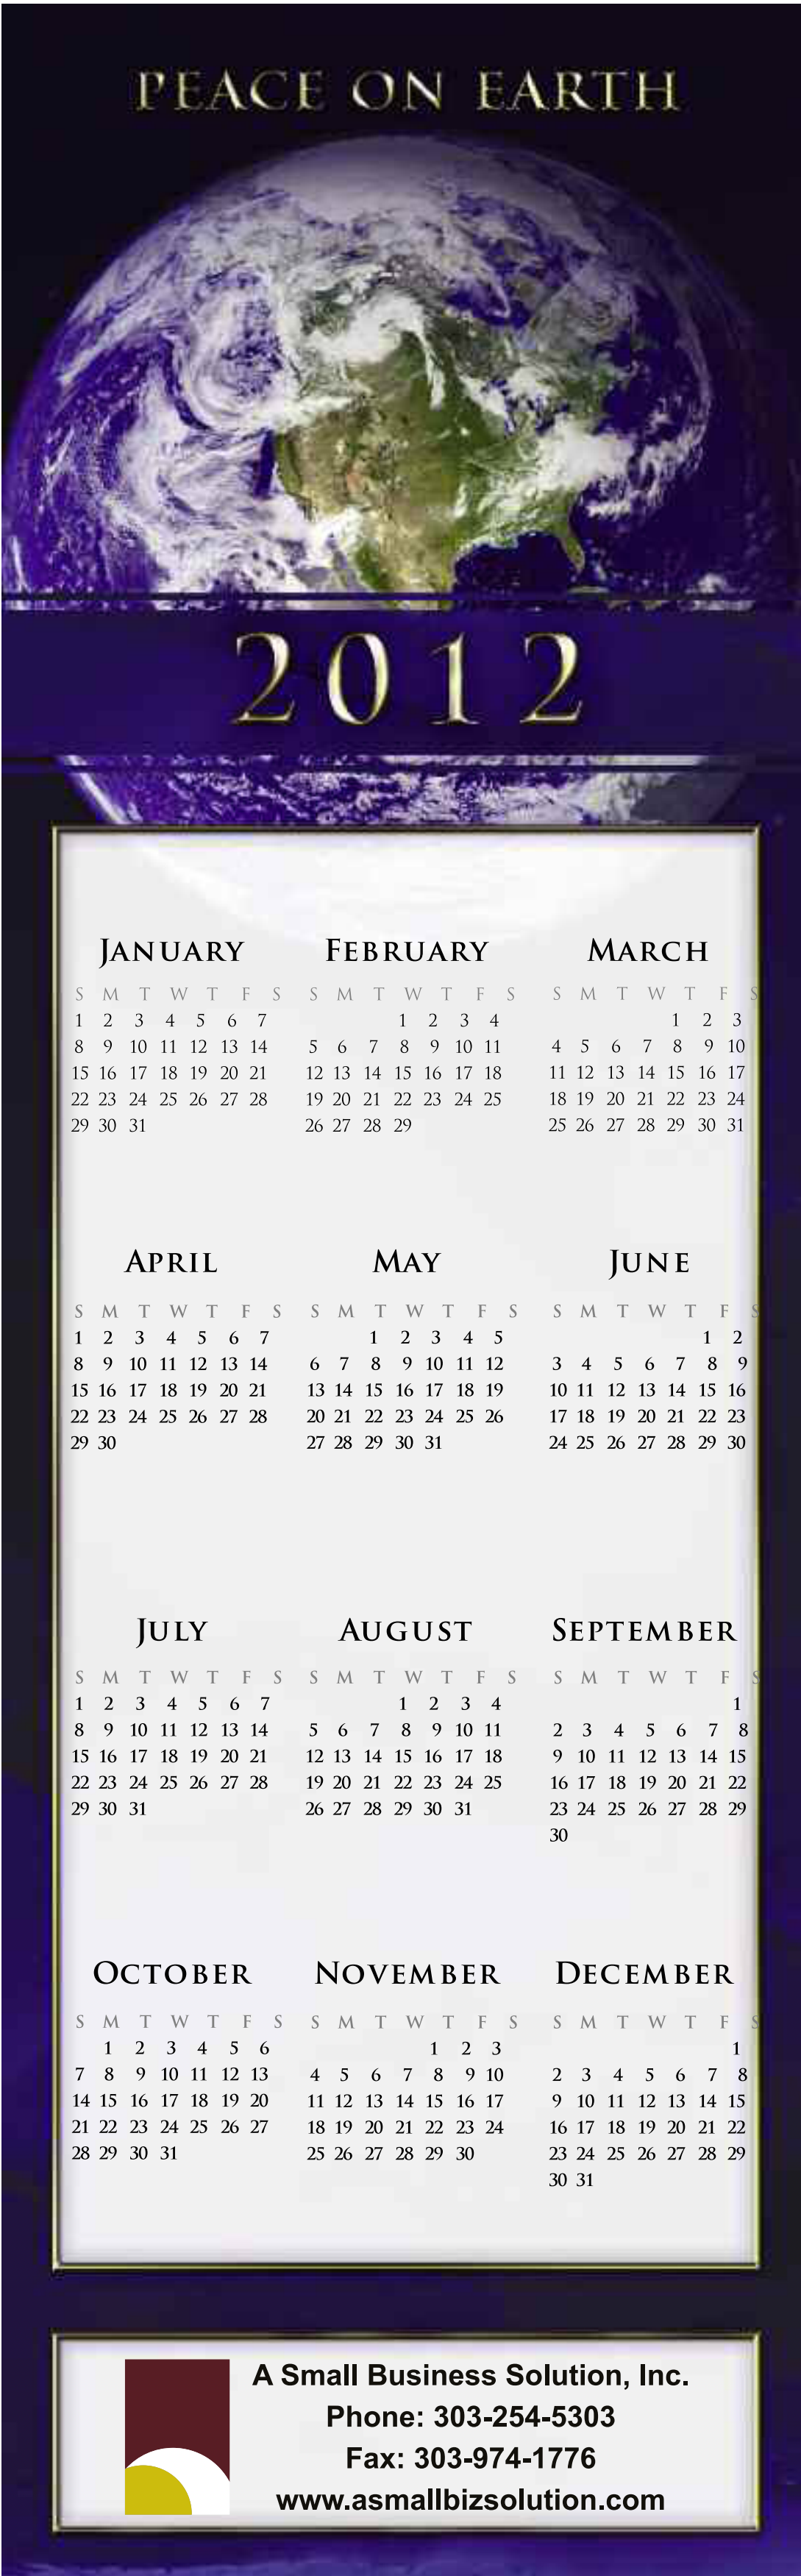 PEACE ON EARTH
2012
JANUARY
S M T W T F S
1 2 3 4 5 6 7
8 9 10 11 12 13 14
15 16 17 18 19 20 21
22 23 24 25 26 27 28
29 30 31
FEBRUARY
S M T W T F S
1 2 3 4
5 6 7 8 9 10 11
12 13 14 15 16 17 18
19 20 21 22 23 24 25
26 27 28 29
MARCH
S M T W T F S
1 2 3
4 5 6 7 8 9 10
11 12 13 14 15 16 17
18 19 20 21 22 23 24
25 26 27 28 29 30 31
APRIL
S M T W T F S
1 2 3 4 5 6 7
8 9 10 11 12 13 14
15 16 17 18 19 20 21
22 23 24 25 26 27 28
29 30
MAY
S M T W T F S
1 2 3 4 5
6 7 8 9 10 11 12
13 14 15 16 17 18 19
20 21 22 23 24 25 26
27 28 29 30 31
JUNE
S M T W T F S
1 2
3 4 5 6 7 8 9
10 11 12 13 14 15 16
17 18 19 20 21 22 23
24 25 26 27 28 29 30
JULY
S M T W T F S
1 2 3 4 5 6 7
8 9 10 11 12 13 14
15 16 17 18 19 20 21
22 23 24 25 26 27 28
29 30 31
AUGUST
S M T W T F S
1 2 3 4
5 6 7 8 9 10 11
12 13 14 15 16 17 18
19 20 21 22 23 24 25
26 27 28 29 30 31
SEPTEMBER
S M T W T F S
1
2 3 4 5 6 7 8
9 10 11 12 13 14 15
16 17 18 19 20 21 22
23 24 25 26 27 28 29
30
OCTOBER
S M T W T F S
1 2 3 4 5 6
7 8 9 10 11 12 13
14 15 16 17 18 19 20
21 22 23 24 25 26 27
28 29 30 31
NOVEMBER
S M T W T F S
1 2 3
4 5 6 7 8 9 10
11 12 13 14 15 16 17
18 19 20 21 22 23 24
25 26 27 28 29 30
DECEMBER
S M T W T F S
1
2 3 4 5 6 7 8
9 10 11 12 13 14 15
16 17 18 19 20 21 22
23 24 25 26 27 28 29
30 31
A Small Business Solution, Inc.
Phone: 303-254-5303
Fax: 303-974-1776
www.asmallbizsolution.com